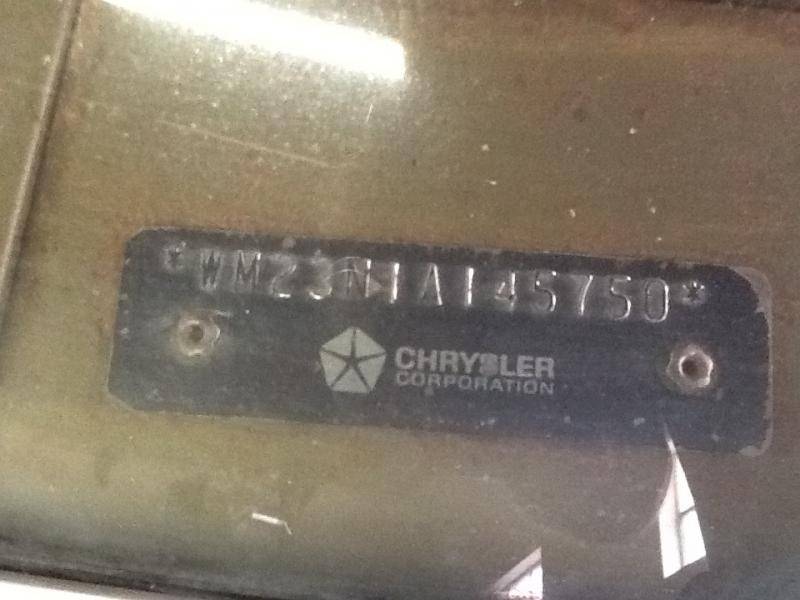 *WM23N1A145750*
CHRYSLER
CORPORATION